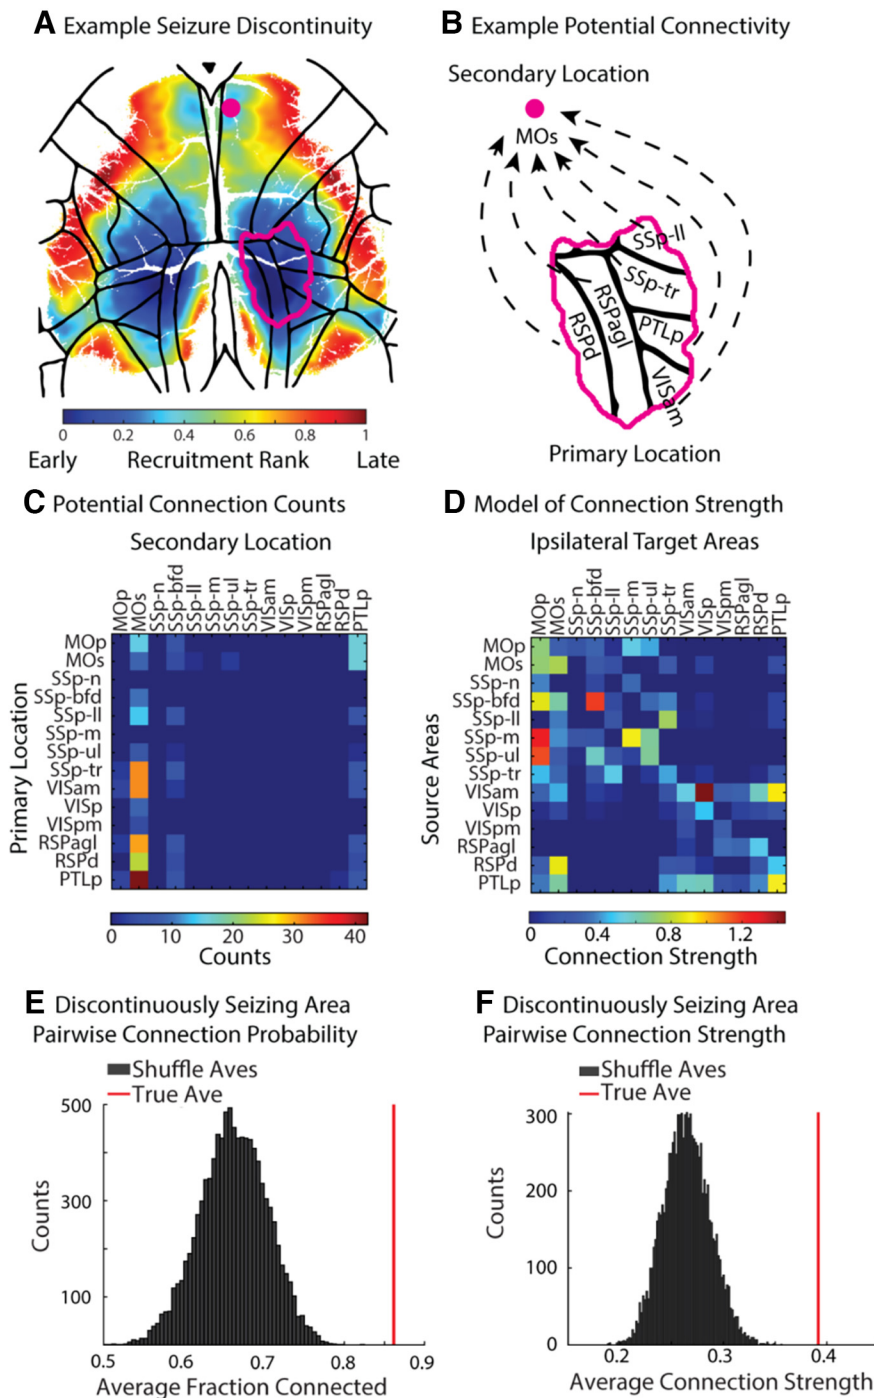 A Example Seizure Discontinuity
0 0.2 0.4 0.6 0.8 1
Early Recruitment Rank Late
B Example Potential Connectivity
Secondary Location
MOs
SSp-ll
SSp-tr
RSPagl
PTLp
RSPd
VISam
Primary Location
C Potential Connection Counts
Secondary Location
MOp MOs SSp-n SSp-bfd SSp-ll SSp-m SSp-ul SSp-tr VISam VISp VISpm RSPagl RSPd PTLp
Primary Location
MOp
MOs
SSp-n
SSp-bfd
SSp-ll
SSp-m
SSp-ul
SSp-tr
VISam
VISp
VISpm
RSPagl
RSPd
PTLp
0 10 20 30 40
Counts
D Model of Connection Strength
Ipsilateral Target Areas
MOp MOs SSp-n SSp-bfd SSp-ll SSp-m SSp-ul SSp-tr VISam VISp VISpm RSPagl RSPd PTLp
Source Areas
MOp
MOs
SSp-n
SSp-bfd
SSp-ll
SSp-m
SSp-ul
SSp-tr
VISam
VISp
VISpm
RSPagl
RSPd
PTLp
0 0.4 0.8 1.2
Connection Strength
E Discontinuously Seizing Area
Pairwise Connection Probability
Shuffle Aves
True Ave
Counts
500
300
100
0.5 0.6 0.7 0.8 0.9
Average Fraction Connected
F Discontinuously Seizing Area
Pairwise Connection Strength
Shuffle Aves
True Ave
Counts
300
200
100
0
0.2 0.3 0.4
Average Connection Strength